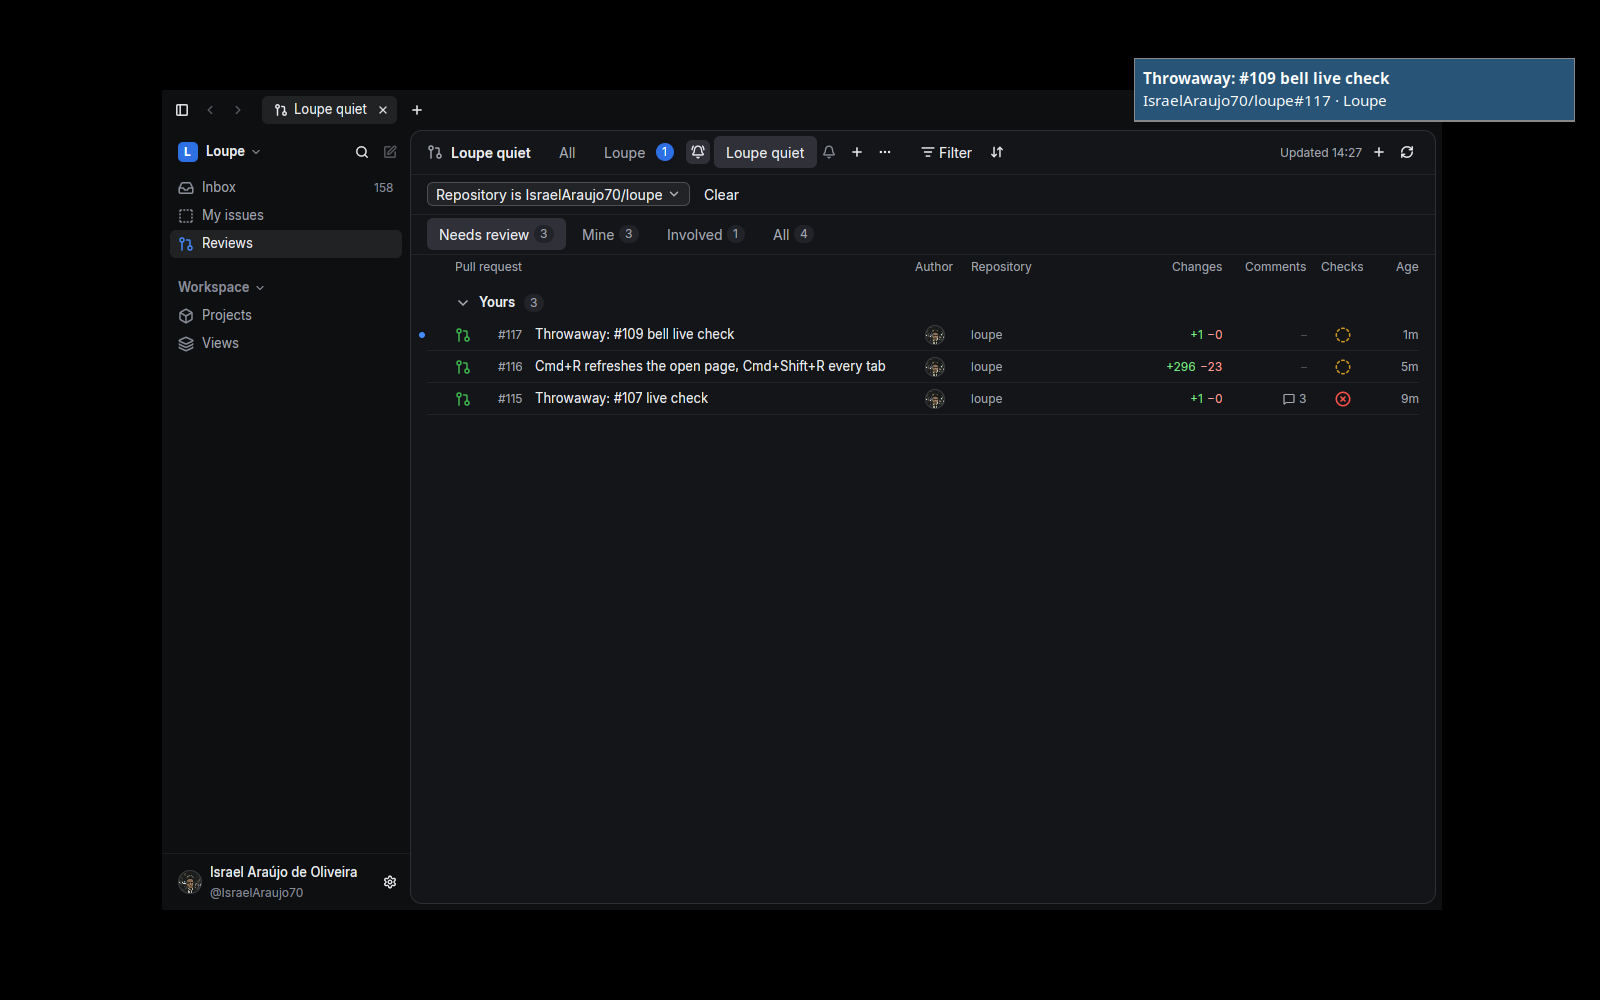 Throwaway: #109 bell live check
IsraelAraujo70/loupe#117 · Loupe
Loupe quiet
L Loupe
Inbox 158
My issues
Reviews
Workspace
Projects
Views
Israel Araújo de Oliveira
@IsraelAraujo70
Loupe quiet All Loupe 1 Loupe quiet Filter Updated 14:27
Repository is IsraelAraujo70/loupe Clear
Needs review 3 Mine 3 Involved 1 All 4
Pull request Author Repository Changes Comments Checks Age
Yours 3
#117 Throwaway: #109 bell live check loupe +1 −0 – 1m
#116 Cmd+R refreshes the open page, Cmd+Shift+R every tab loupe +296 −23 – 5m
#115 Throwaway: #107 live check loupe +1 −0 3 9m